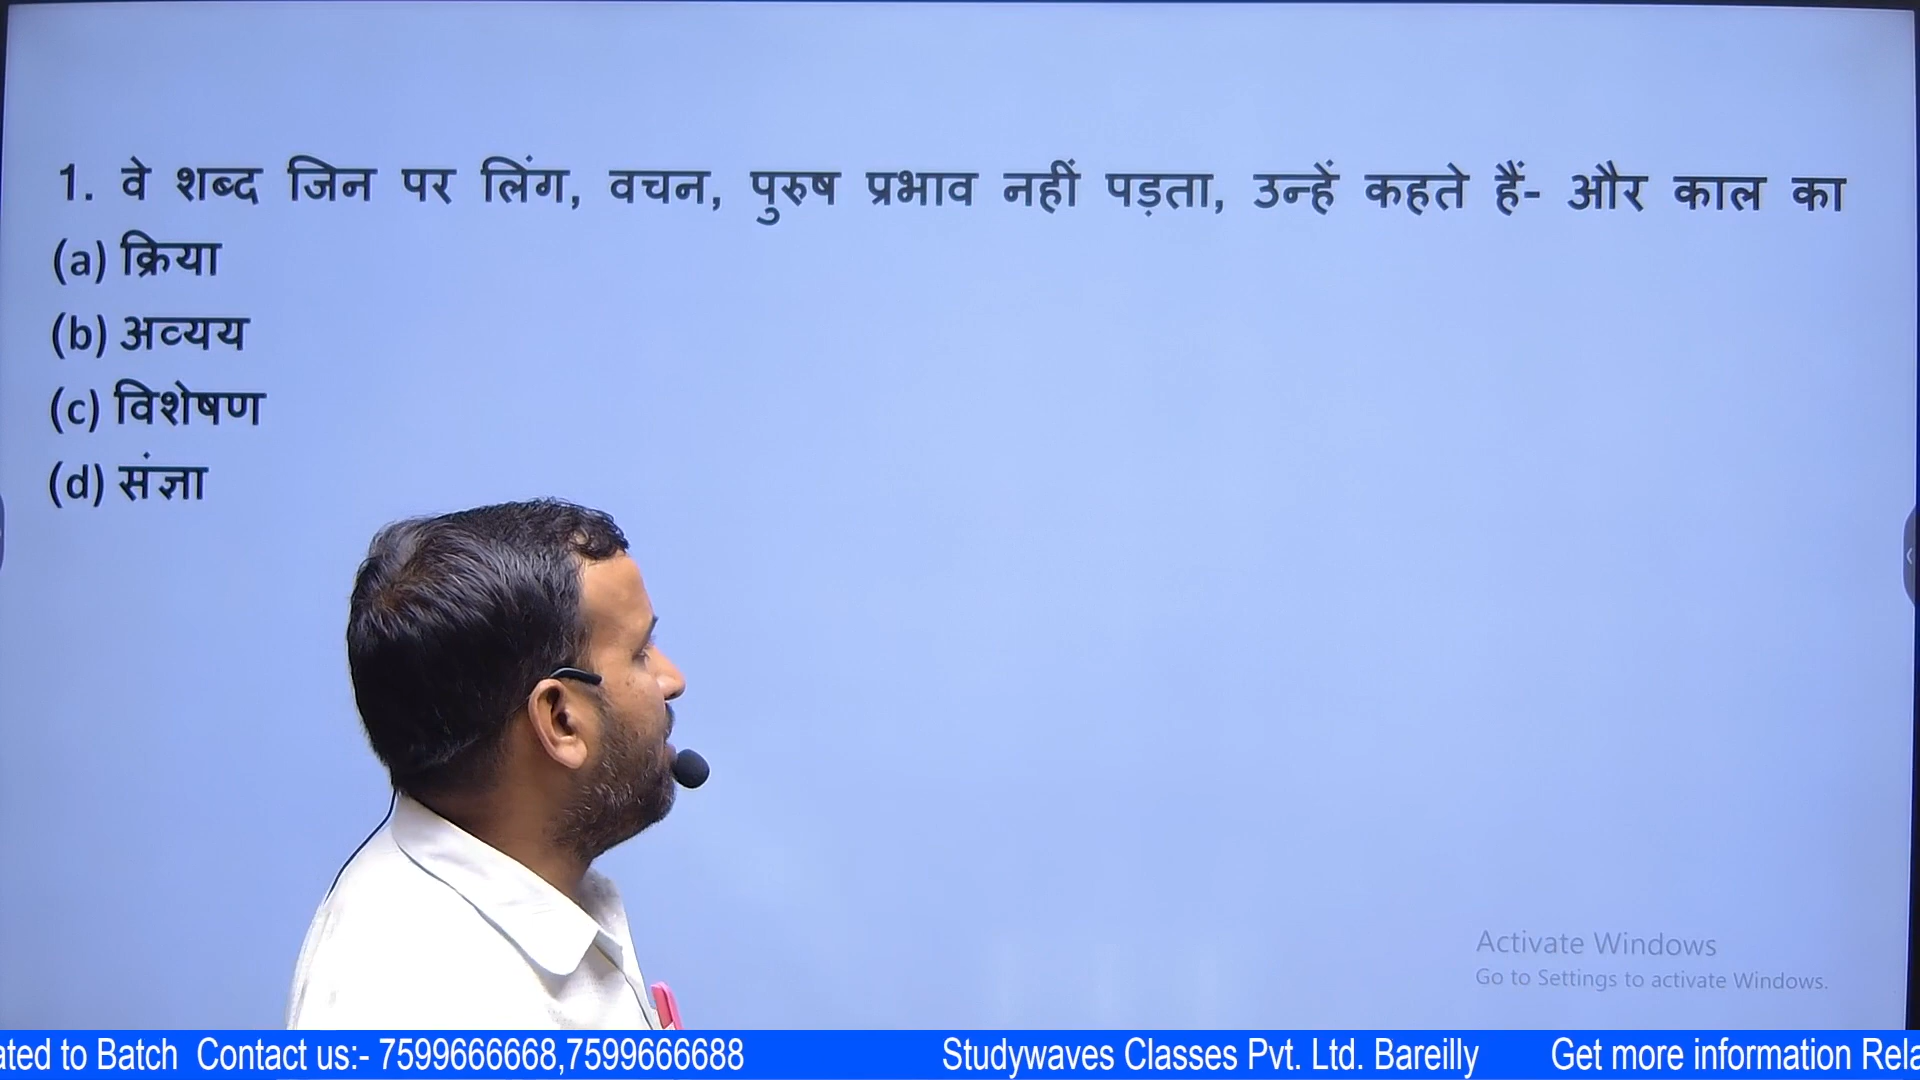 1. वे शब्द जिन पर लिंग, वचन, पुरुष प्रभाव नहीं पड़ता, उन्हें कहते हैं- और काल का
(a) क्रिया
(b) अव्यय
(c) विशेषण
(d) संज्ञा
Activate Windows
Go to Settings to activate Windows.
ated to Batch Contact us:- 7599666668,7599666688 Studywaves Classes Pvt. Ltd. Bareilly Get more information Rela